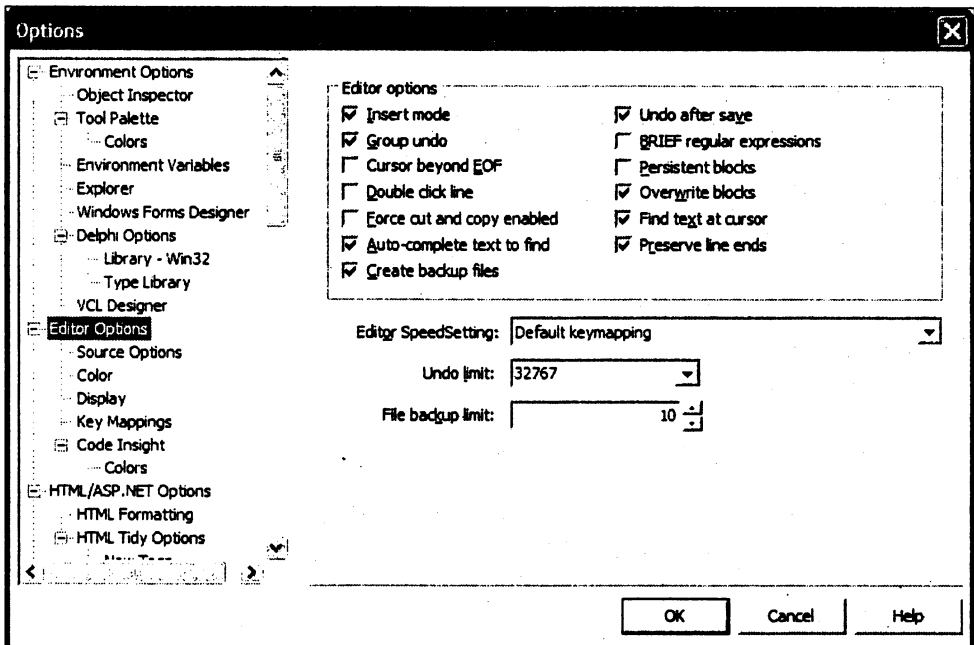 Options
Environment Options
Object Inspector
Tool Palette
Colors
Environment Variables
Explorer
Windows Forms Designer
Delphi Options
Library - Win32
Type Library
VCL Designer
Editor Options
Source Options
Color
Display
Key Mappings
Code Insight
Colors
HTML/ASP.NET Options
HTML Formatting
HTML Tidy Options
Editor options
Insert mode
Group undo
Cursor beyond EOF
Double click line
Force cut and copy enabled
Auto-complete text to find
Create backup files
Undo after save
BRIEF regular expressions
Persistent blocks
Overwrite blocks
Find text at cursor
Preserve line ends
Editor SpeedSetting: Default keymapping
Undo limit: 32767
File backup limit: 10
OK Cancel Help